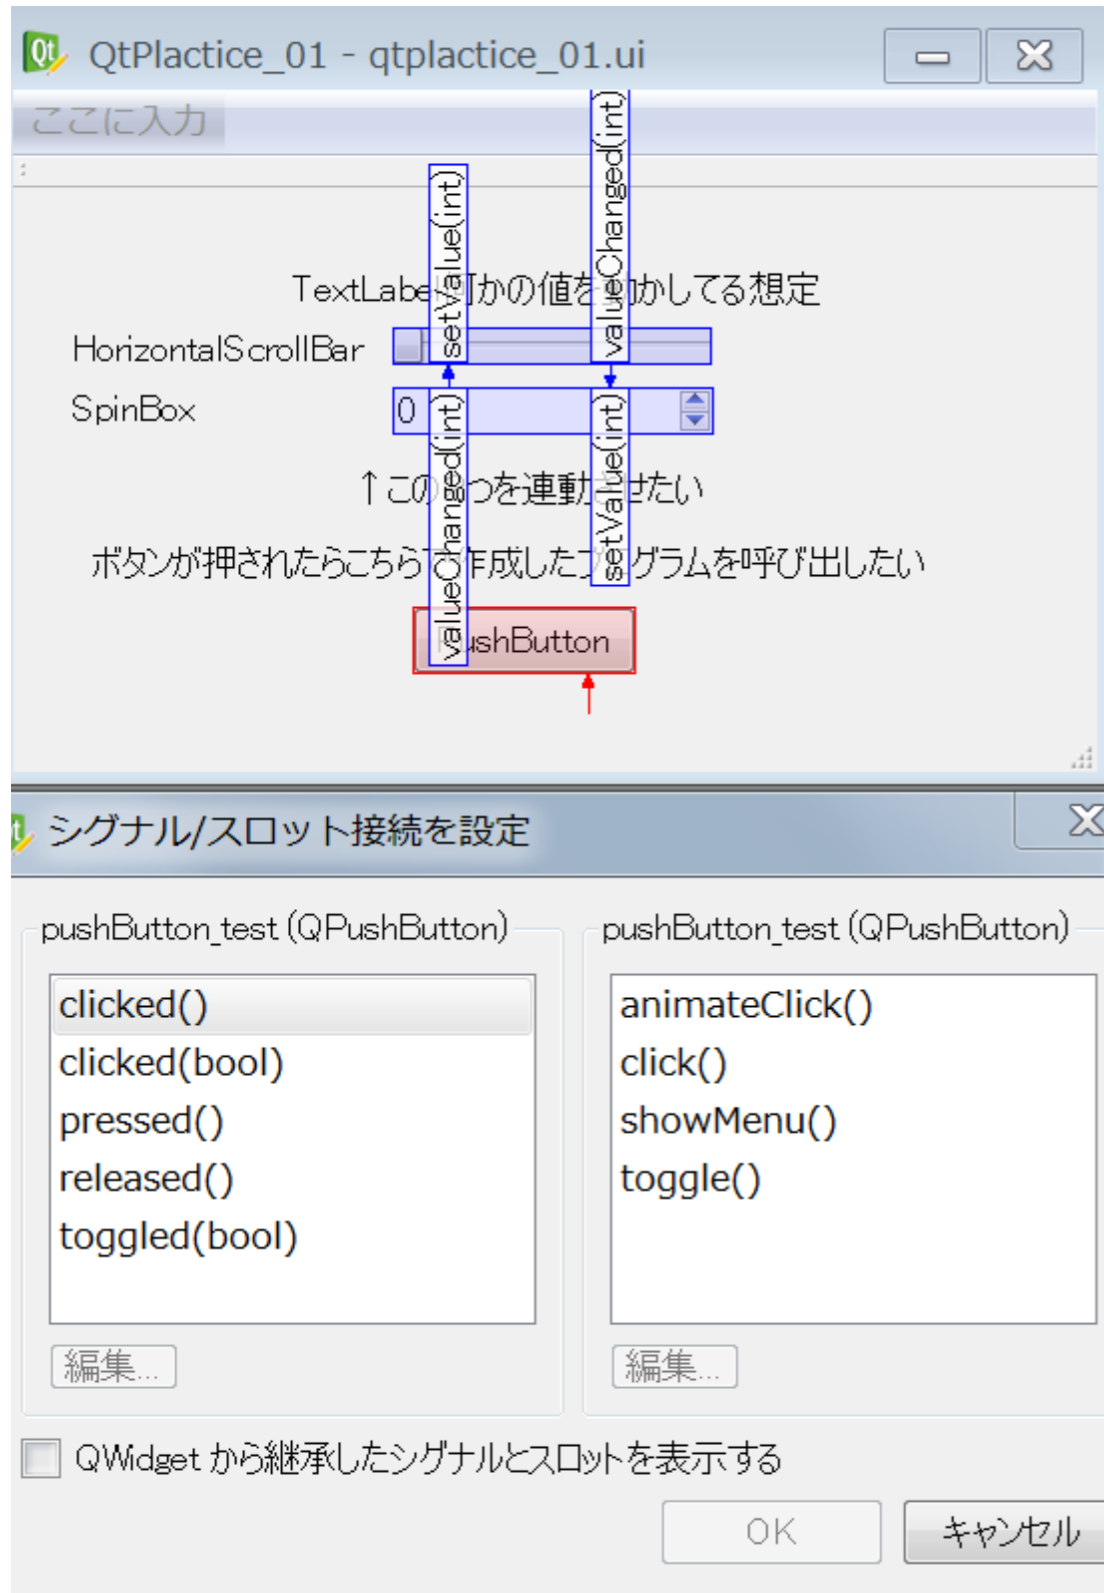 QtPlactice_01 - qtplactice_01.ui
ここに入力
setValue(int)
valueChanged(int)
TextLabel何かの値を動かしてる想定
HorizontalScrollBar
SpinBox
0
valueChanged(int)
setValue(int)
↑この2つを連動させたい
ボタンが押されたらこちらで作成したプログラムを呼び出したい
PushButton
シグナル/スロット接続を設定
pushButton_test (QPushButton)
clicked()
clicked(bool)
pressed()
released()
toggled(bool)
編集...
pushButton_test (QPushButton)
animateClick()
click()
showMenu()
toggle()
編集...
QWidget から継承したシグナルとスロットを表示する
OK
キャンセル